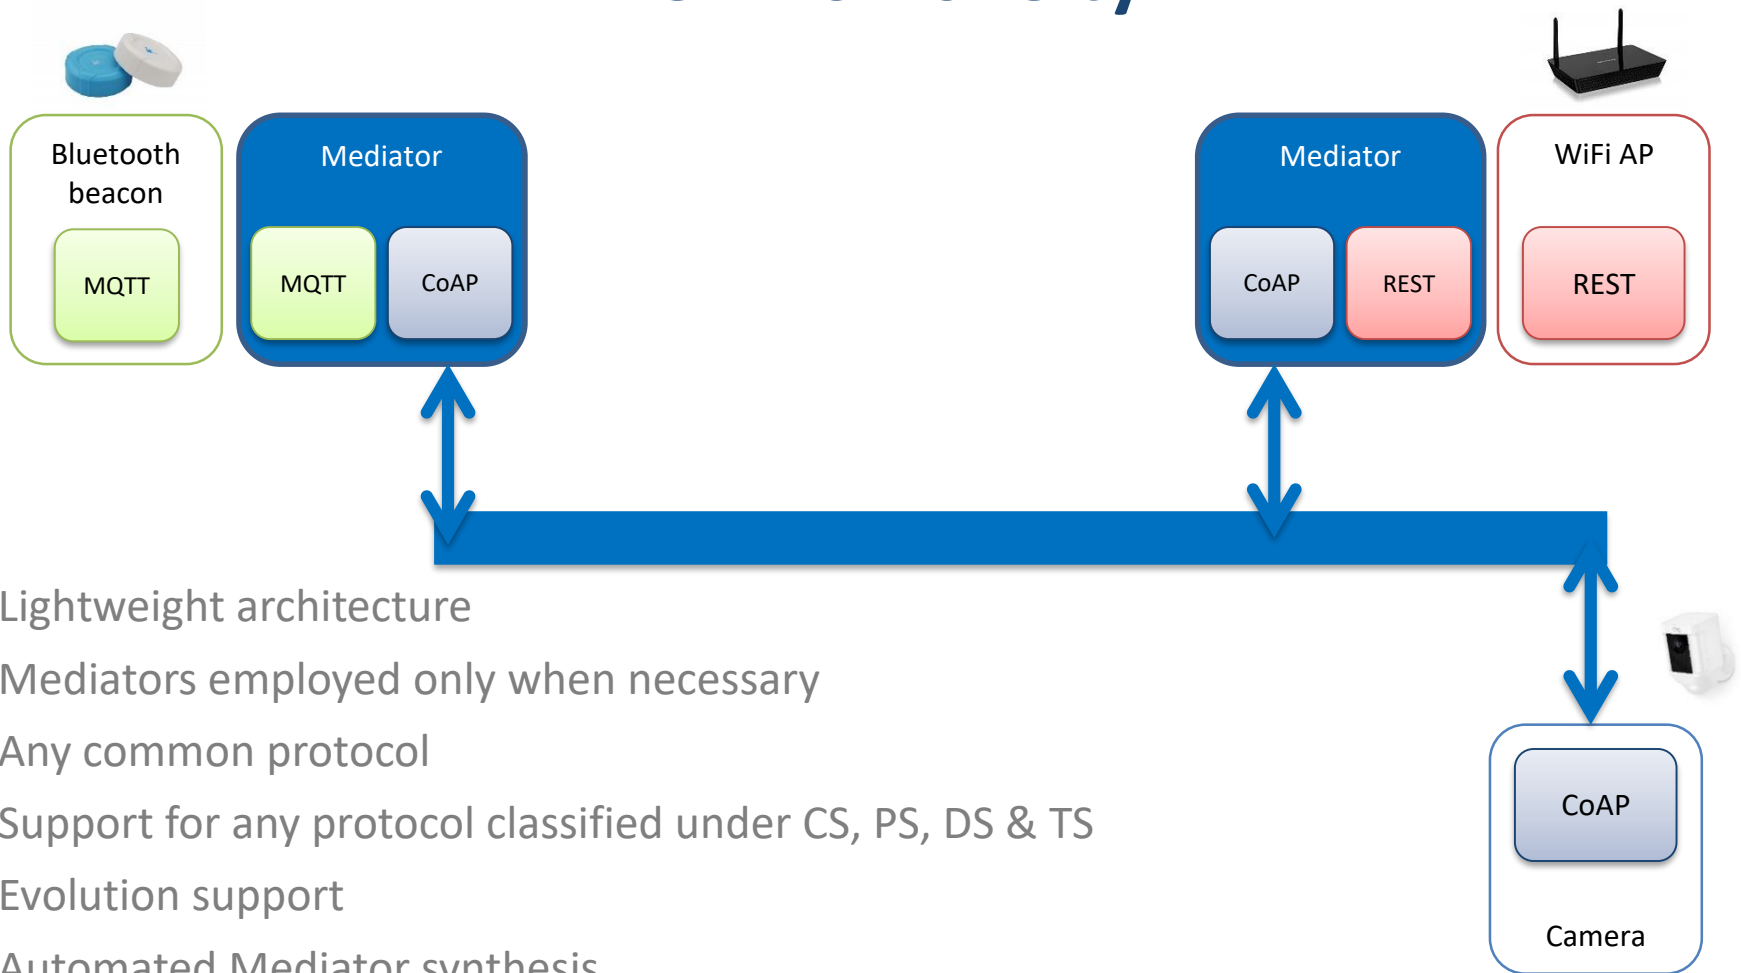 Bluetooth
beacon
MQTT
Mediator
MQTT
CoAP
Mediator
CoAP
REST
WiFi AP
REST
Lightweight architecture
Mediators employed only when necessary
Any common protocol
Support for any protocol classified under CS, PS, DS & TS
Evolution support
Automated Mediator synthesis
CoAP
Camera